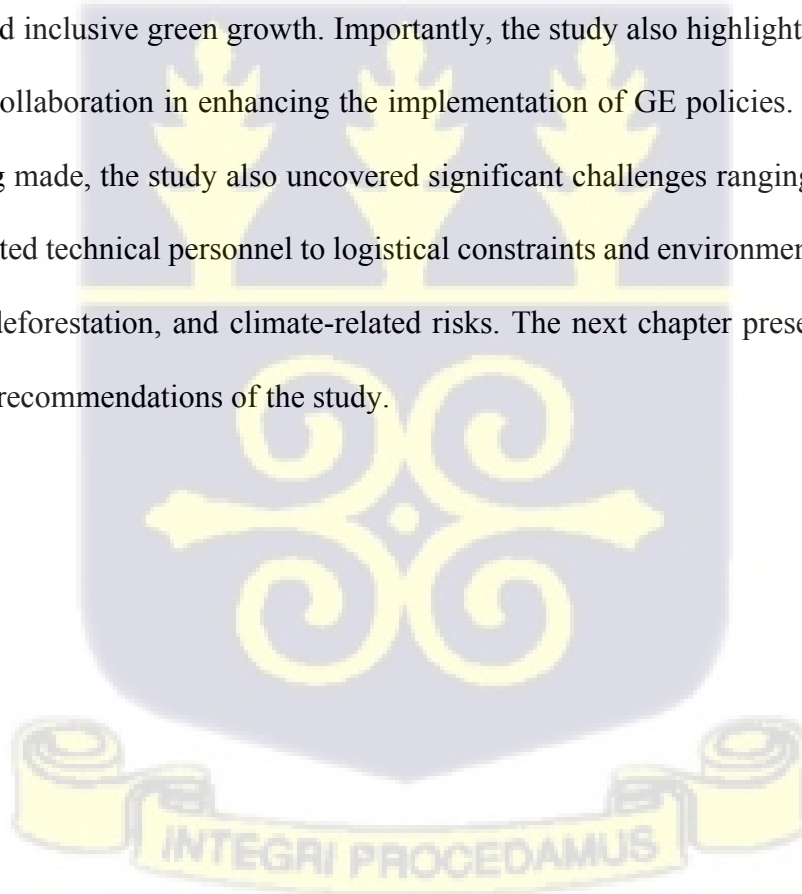 d inclusive green growth. Importantly, the study also highlight
ollaboration in enhancing the implementation of GE policies.
g made, the study also uncovered significant challenges ranging
ted technical personnel to logistical constraints and environmen
deforestation, and climate-related risks. The next chapter prese
recommendations of the study.
INTEGRI PROCEDAMUS